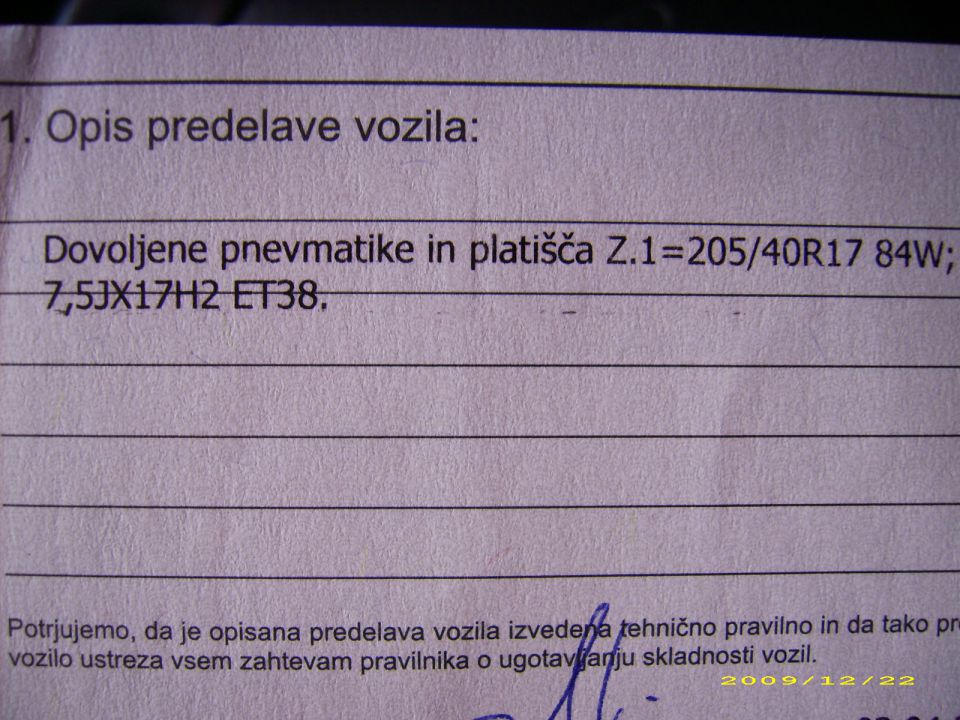 1. Opis predelave vozila:
Dovoljene pnevmatike in platišča Z.1=205/40R17 84W;
7,5JX17H2 ET38.
Potrjujemo, da je opisana predelava vozila izvedena tehnično pravilno in da tako
vozilo ustreza vsem zahtevam pravilnika o ugotavljanju skladnosti vozil.
2009/12/22